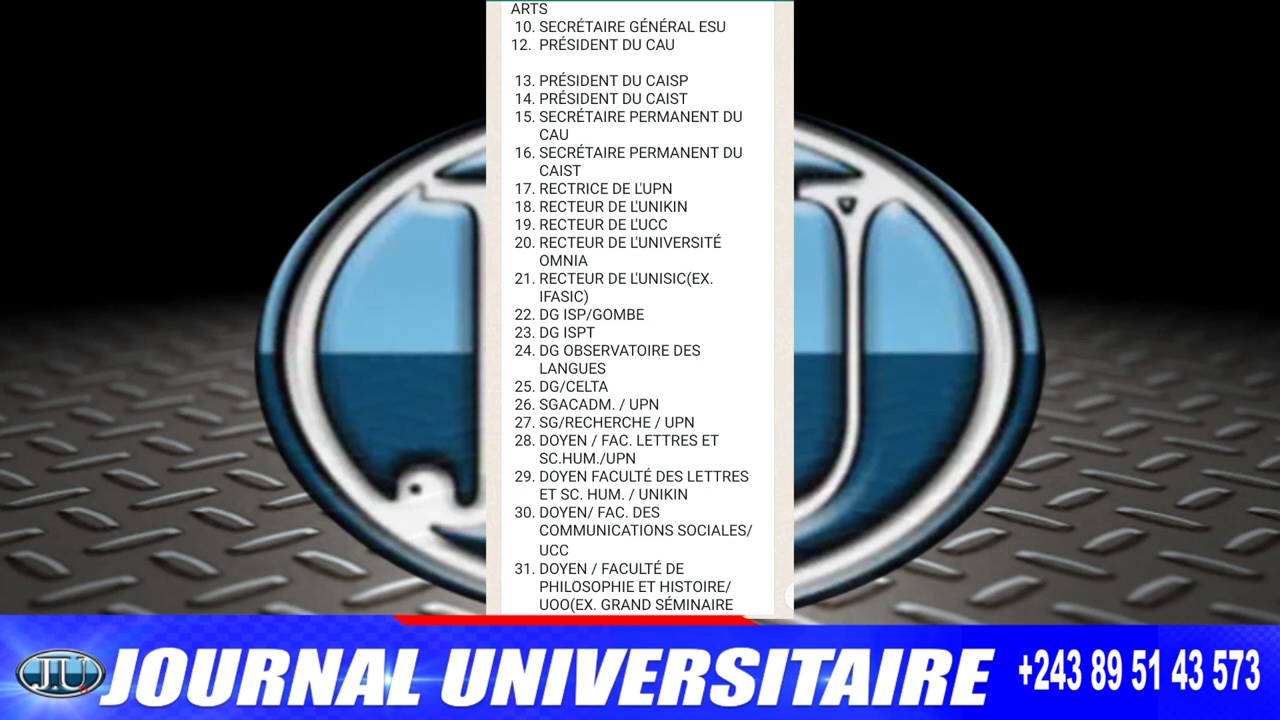 ARTS
10. SECRÉTAIRE GÉNÉRAL ESU
12. PRÉSIDENT DU CAU
13. PRÉSIDENT DU CAISP
14. PRÉSIDENT DU CAIST
15. SECRÉTAIRE PERMANENT DU
CAU
16. SECRÉTAIRE PERMANENT DU
CAIST
17. RECTRICE DE L'UPN
18. RECTEUR DE L'UNIKIN
19. RECTEUR DE L'UCC
20. RECTEUR DE L'UNIVERSITÉ
OMNIA
21. RECTEUR DE L'UNISIC(EX.
IFASIC)
22. DG ISP/GOMBE
23. DG ISPT
24. DG OBSERVATOIRE DES
LANGUES
25. DG/CELTA
26. SGACADM. / UPN
27. SG/RECHERCHE / UPN
28. DOYEN / FAC. LETTRES ET
SC.HUM./UPN
29. DOYEN FACULTÉ DES LETTRES
ET SC. HUM. / UNIKIN
30. DOYEN/ FAC. DES
COMMUNICATIONS SOCIALES/
UCC
31. DOYEN / FACULTÉ DE
PHILOSOPHIE ET HISTOIRE/
UOO(EX. GRAND SÉMINAIRE
J.U.
JOURNAL UNIVERSITAIRE
+243 89 51 43 573